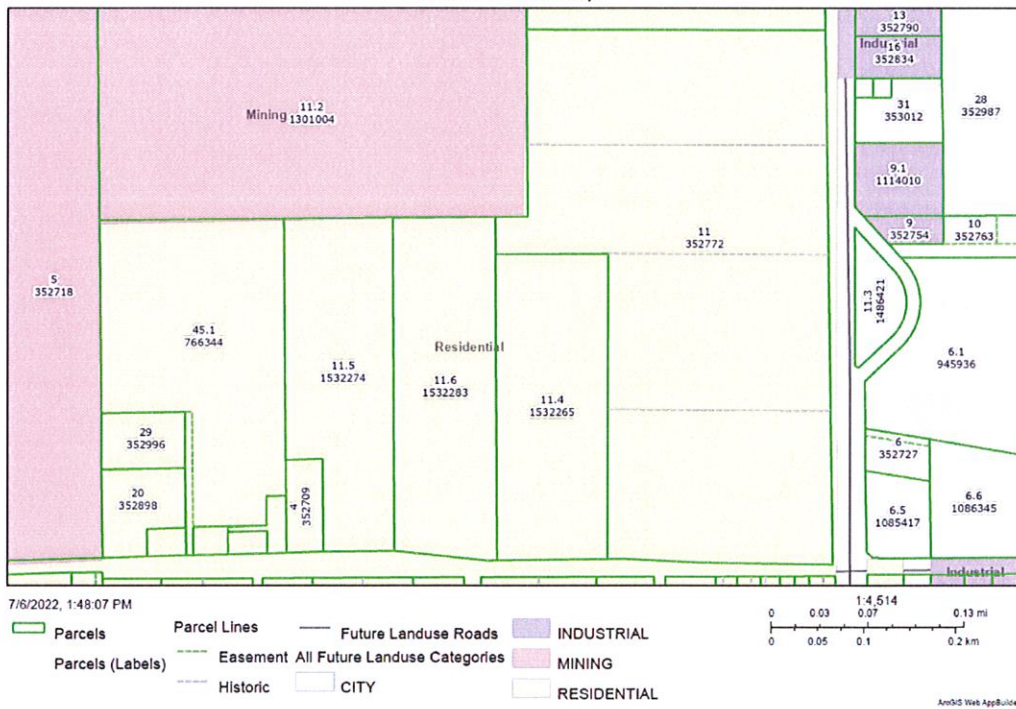 13
352790
Industrial
16
352834
11.2
Mining
1301004
31
353012
28
352987
9.1
1114010
9
352754
10
352763
11
352772
5
352718
11.3
1486421
45.1
766344
Residential
11.5
1532274
11.6
1532283
11.4
1532265
6.1
945936
29
352996
6
352727
20
352898
4
352709
6.5
1085417
6.6
1086345
Industrial
7/6/2022, 1:48:07 PM
Parcels
Parcels (Labels)
Parcel Lines
Easement
Historic
Future Landuse Roads
All Future Landuse Categories
CITY
INDUSTRIAL
MINING
RESIDENTIAL
1:4,514
0 0.03 0.07 0.13 mi
0 0.05 0.1 0.2 km
ArcGIS Web AppBuilde